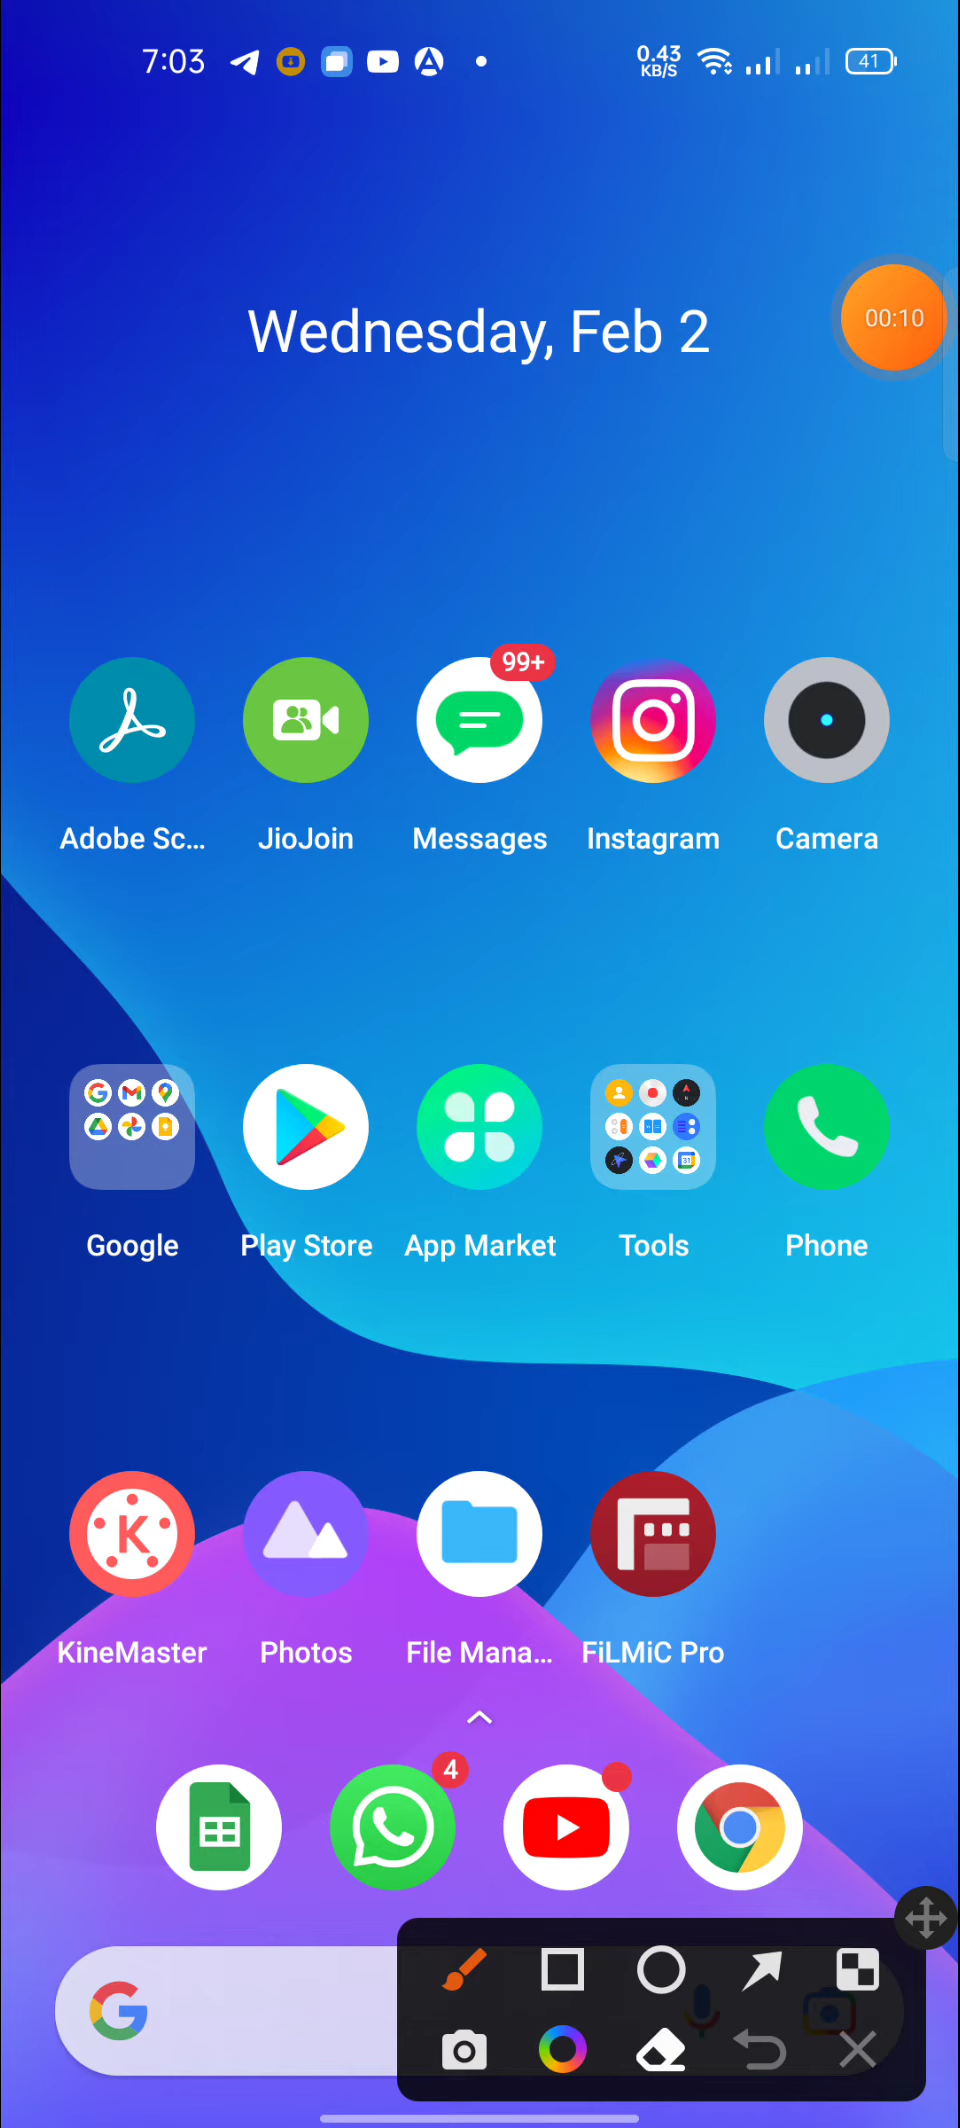 7:03
0.43
KB/S
41
Wednesday, Feb 2
00:10
99+
Adobe Sc...
JioJoin
Messages
Instagram
Camera
Google
Play Store
App Market
Tools
Phone
KineMaster
Photos
File Mana...
FiLMiC Pro
4